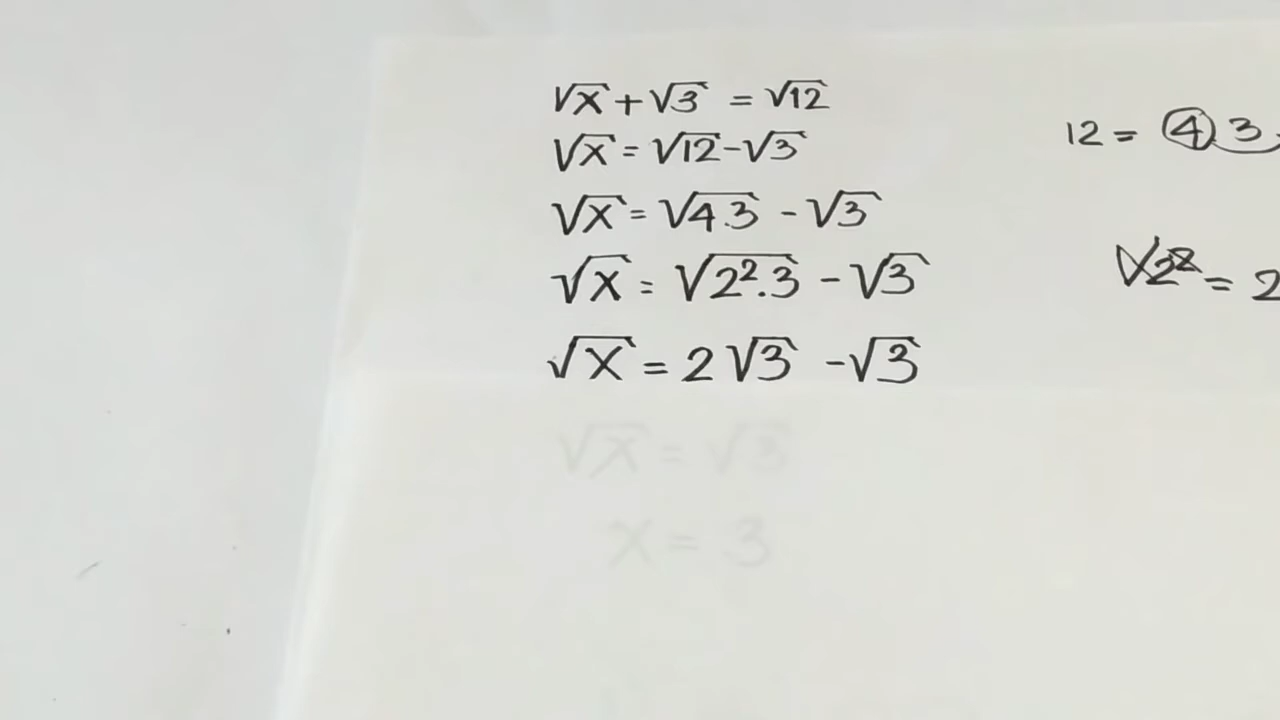 √x + √3 = √12
√x = √12 - √3
√x = √4.3 - √3
√x = √2².3 - √3
√x = 2√3 - √3
√x = √3
x = 3
12 = 4.3
√2² = 2